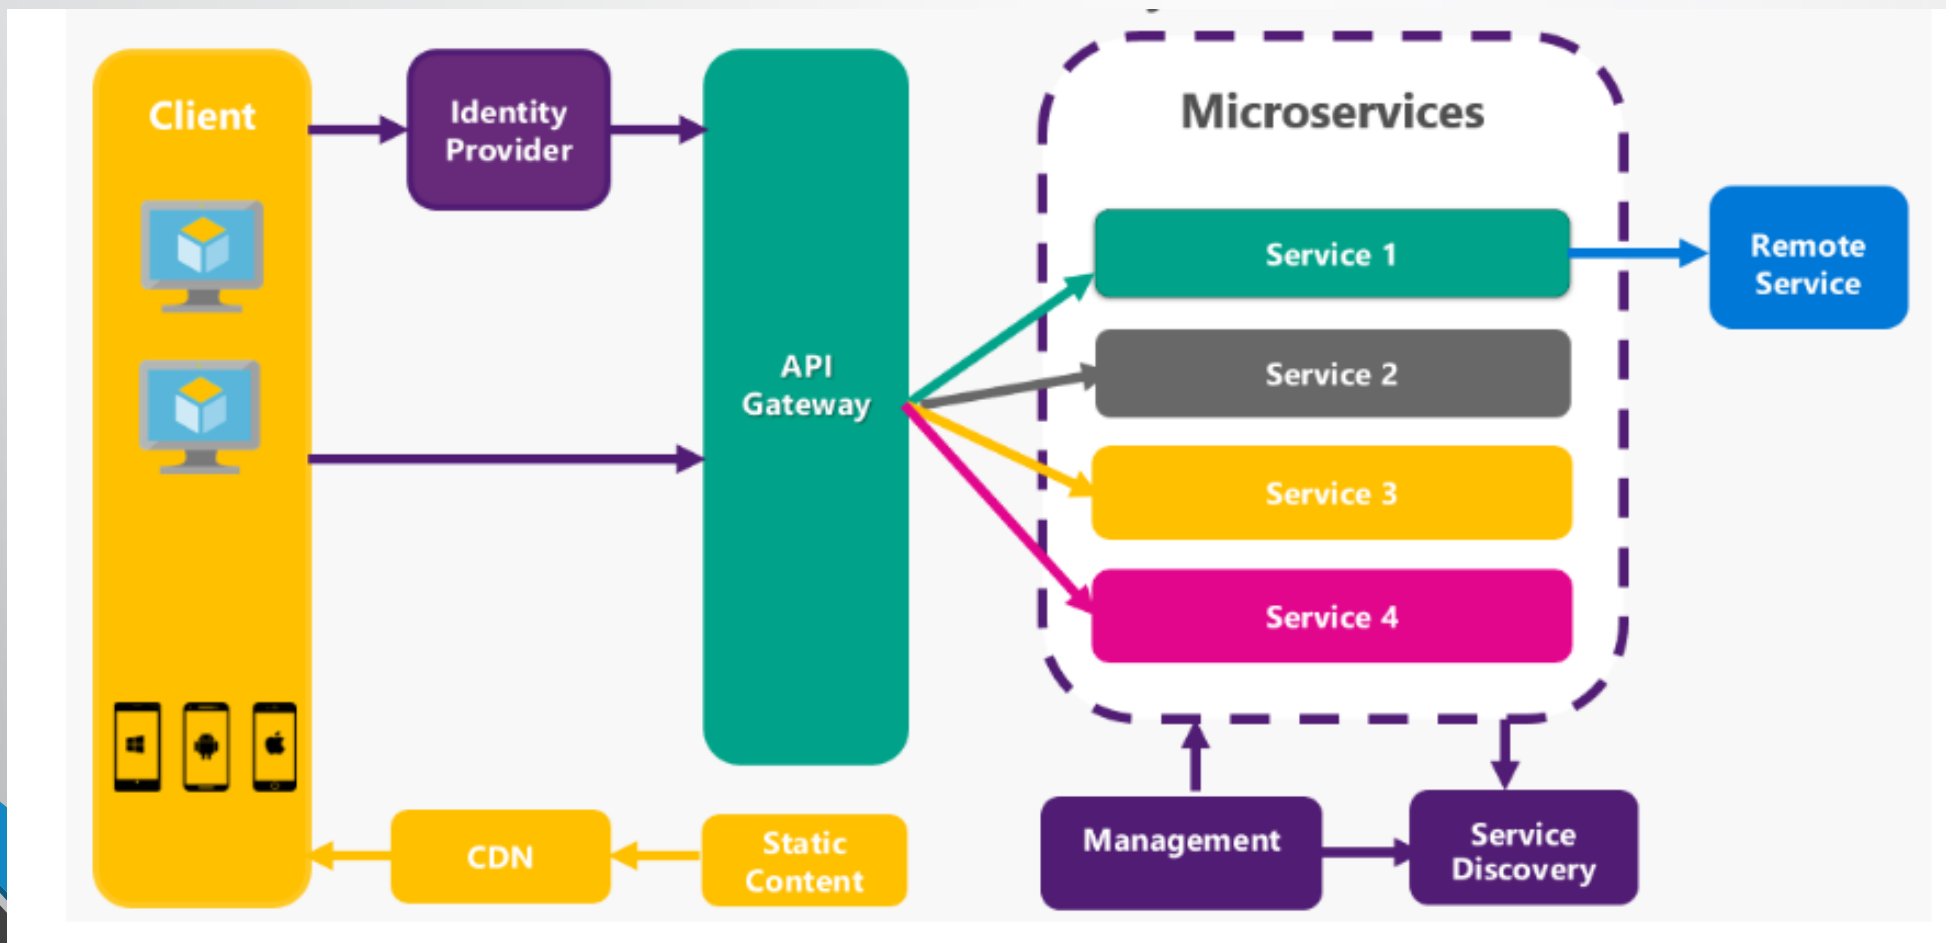 Client
Identity
Provider
API
Gateway
Microservices
Service 1
Service 2
Service 3
Service 4
Remote
Service
CDN
Static
Content
Management
Service
Discovery